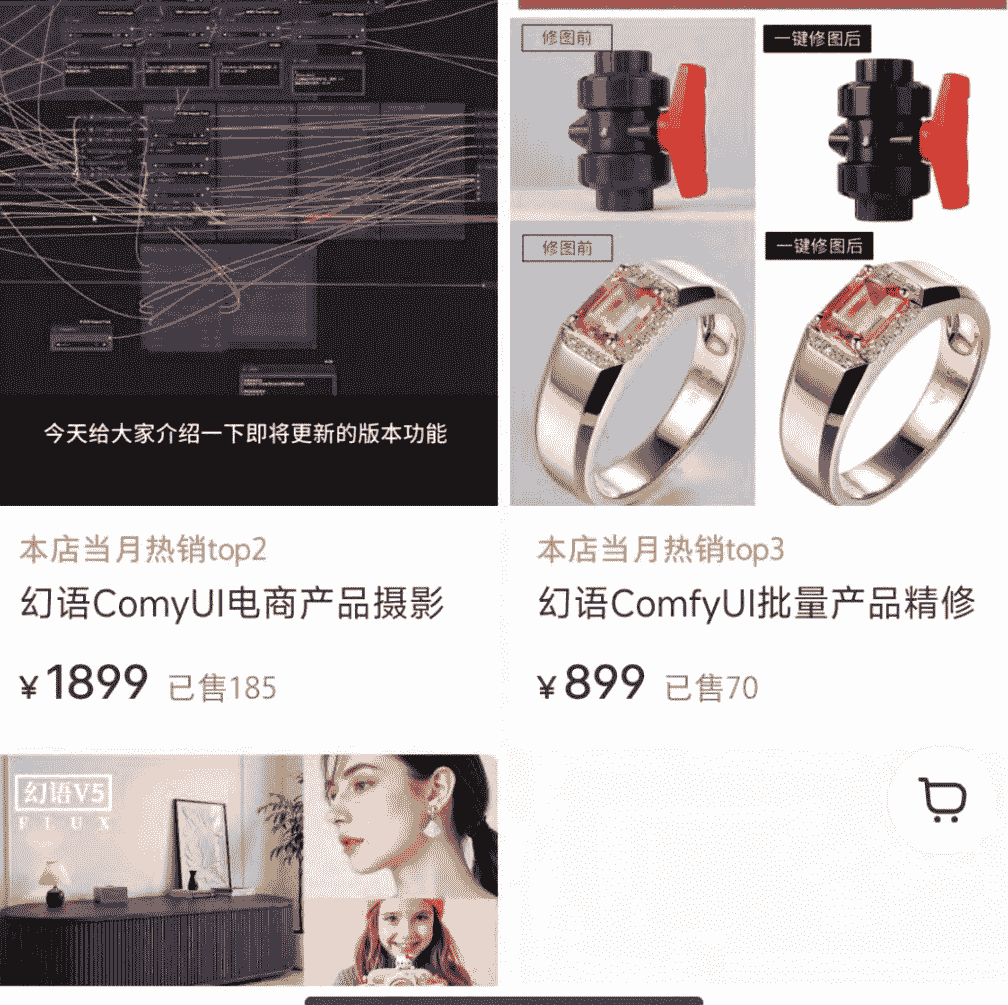 今天给大家介绍一下即将更新的版本功能
本店当月热销top2
幻语ComyUI电商产品摄影
¥1899 已售185
修图前
一键修图后
修图前
一键修图后
本店当月热销top3
幻语ComfyUI批量产品精修
¥899 已售70
幻语V5
FLUX